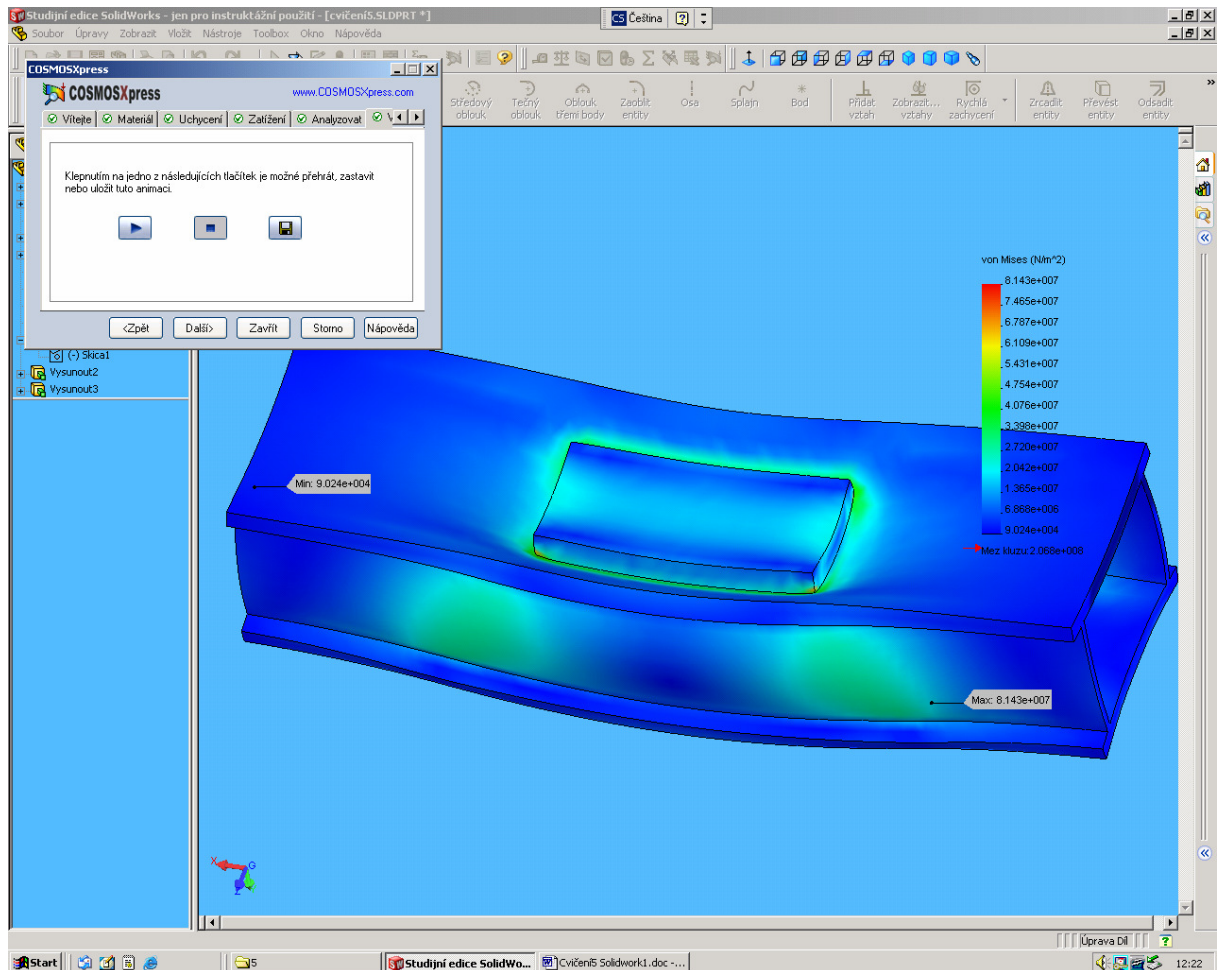 Studijní edice SolidWorks - jen pro instruktážní použití - [cvičení5.SLDPRT *]
CS Čeština
Soubor Úpravy Zobrazit Vložit Nástroje Toolbox Okno Nápověda
COSMOSXpress
COSMOSXpress
www.COSMOSXpress.com
Vítejte Materiál Uchycení Zatížení Analyzovat
Klepnutím na jedno z následujících tlačítek je možné přehrát, zastavit
nebo uložit tuto animaci.
<Zpět Další> Zavřít Storno Nápověda
Středový oblouk
Tečný oblouk
Oblouk třemi body
Zaoblit entity
Osa
Splajn
Bod
Přidat vztah
Zobrazit... vztahy
Rychlá zachycení
Zrcadlit entity
Převést entity
Odsadit entity
(-) Skica1
Vysunout2
Vysunout3
von Mises (N/m^2)
8.143e+007
7.465e+007
6.787e+007
6.109e+007
5.431e+007
4.754e+007
4.076e+007
3.398e+007
2.720e+007
2.042e+007
1.365e+007
6.868e+006
9.024e+004
Mez kluzu: 2.068e+008
Min: 9.024e+004
Max: 8.143e+007
X
G
Z
Úprava Díl
Start
5
Studijní edice SolidWo...
Cvičení5 Solidwork1.doc -...
12:22